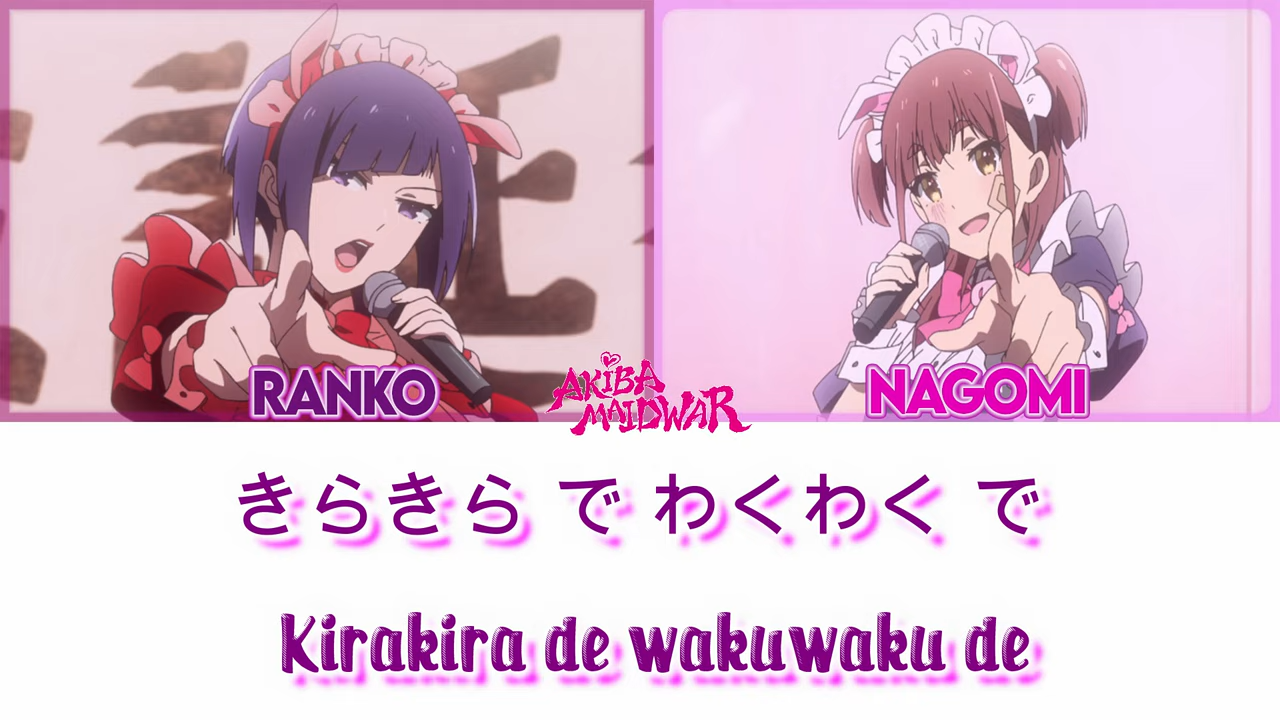 RANKO
NAGOMI
AKIBA
MAIDWAR
きらきら で わくわく で
Kirakira de wakuwaku de